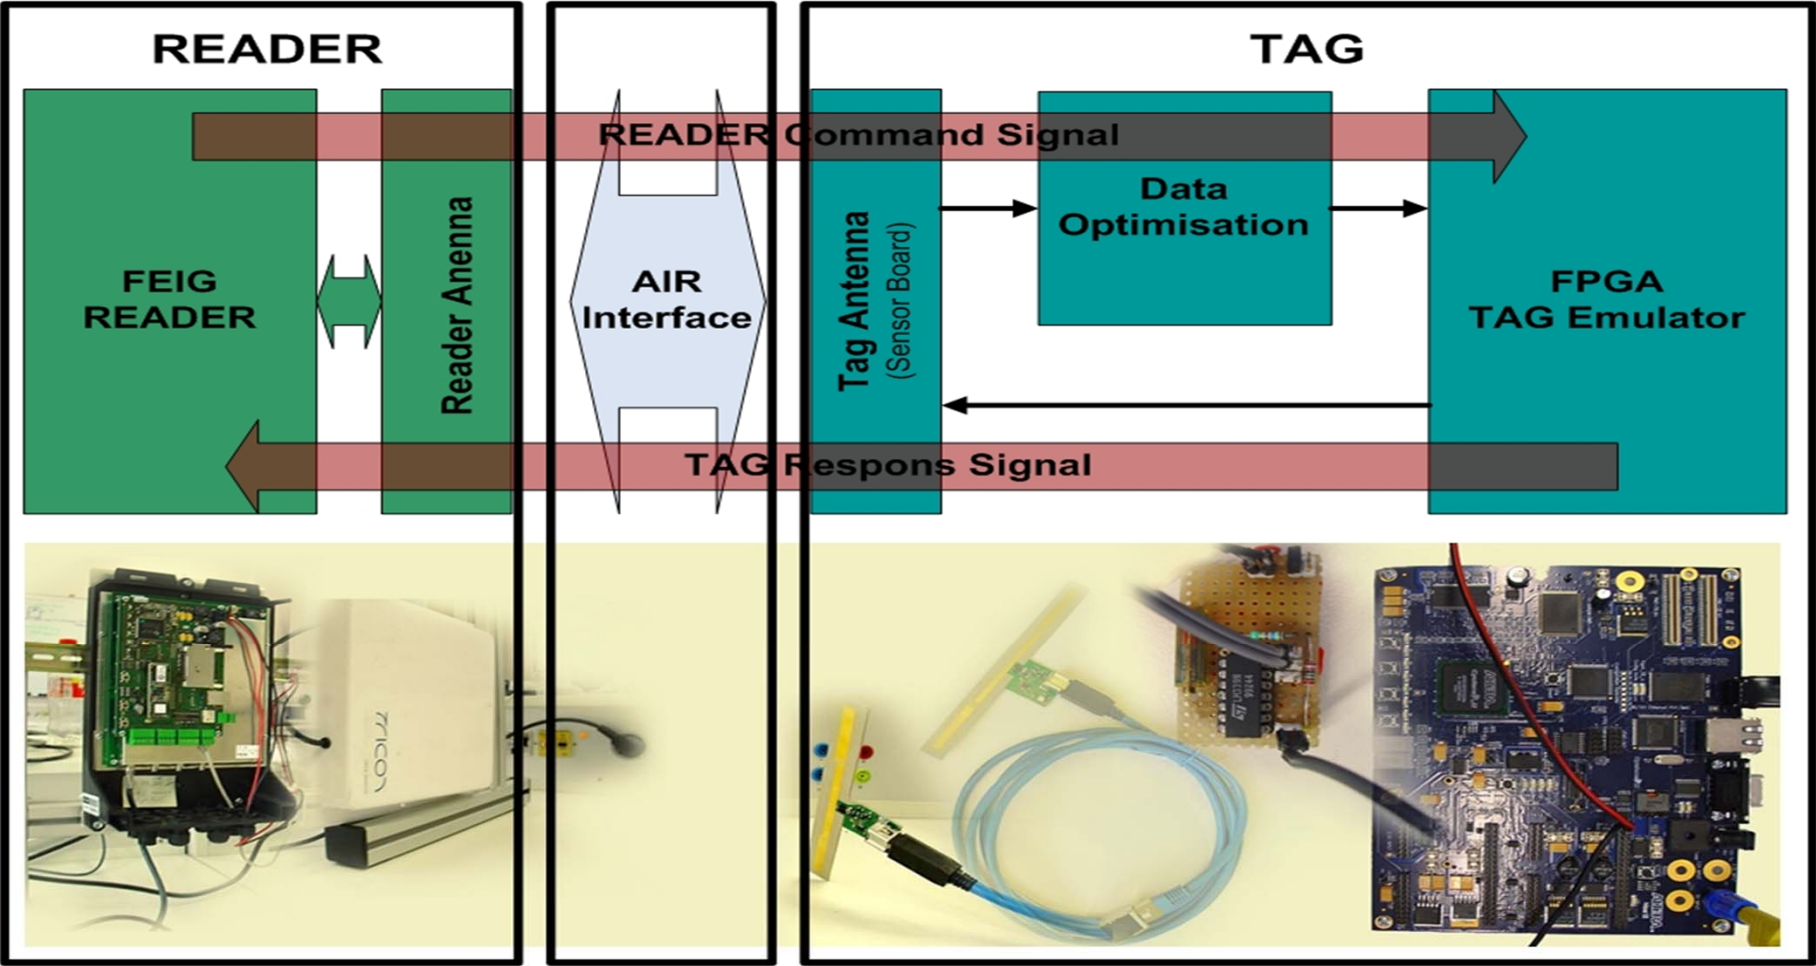 READER
TAG
READER Command Signal
FEIG
READER
Reader Anenna
AIR
Interface
Tag Antenna
(Sensor Board)
Data
Optimisation
FPGA
TAG Emulator
TAG Respons Signal
TRICON